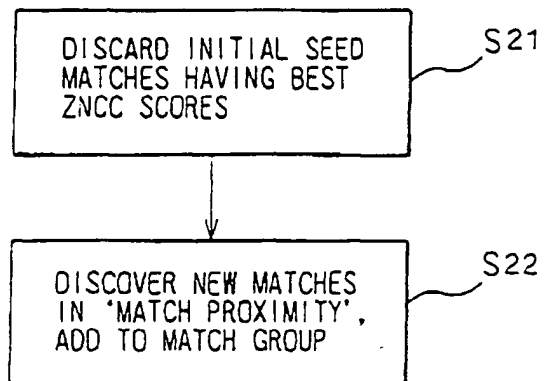 DISCARD INITIAL SEED
MATCHES HAVING BEST
ZNCC SCORES
S21
DISCOVER NEW MATCHES
IN 'MATCH PROXIMITY',
ADD TO MATCH GROUP
S22